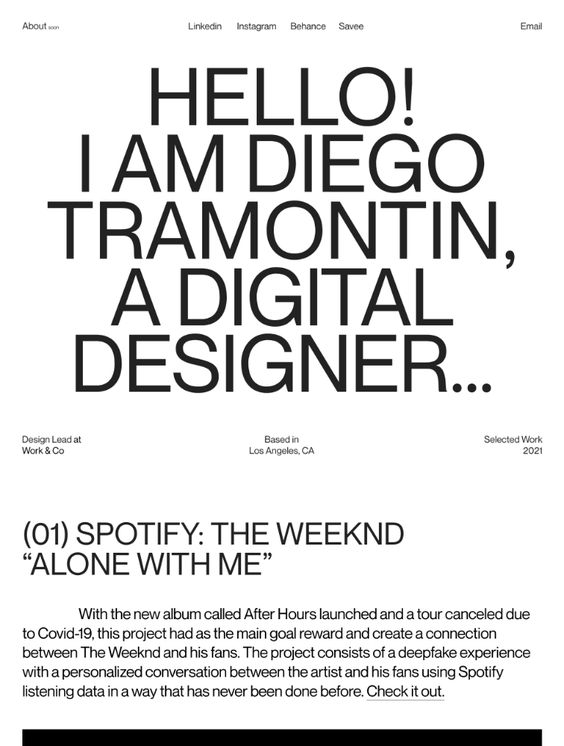 About soon
Linkedin Instagram Behance Savee
Email
HELLO!
I AM DIEGO
TRAMONTIN,
A DIGITAL
DESIGNER...
Design Lead at
Work & Co
Based in
Los Angeles, CA
Selected Work
2021
(01) SPOTIFY: THE WEEKND
“ALONE WITH ME”
With the new album called After Hours launched and a tour canceled due
to Covid-19, this project had as the main goal reward and create a connection
between The Weeknd and his fans. The project consists of a deepfake experience
with a personalized conversation between the artist and his fans using Spotify
listening data in a way that has never been done before. Check it out.